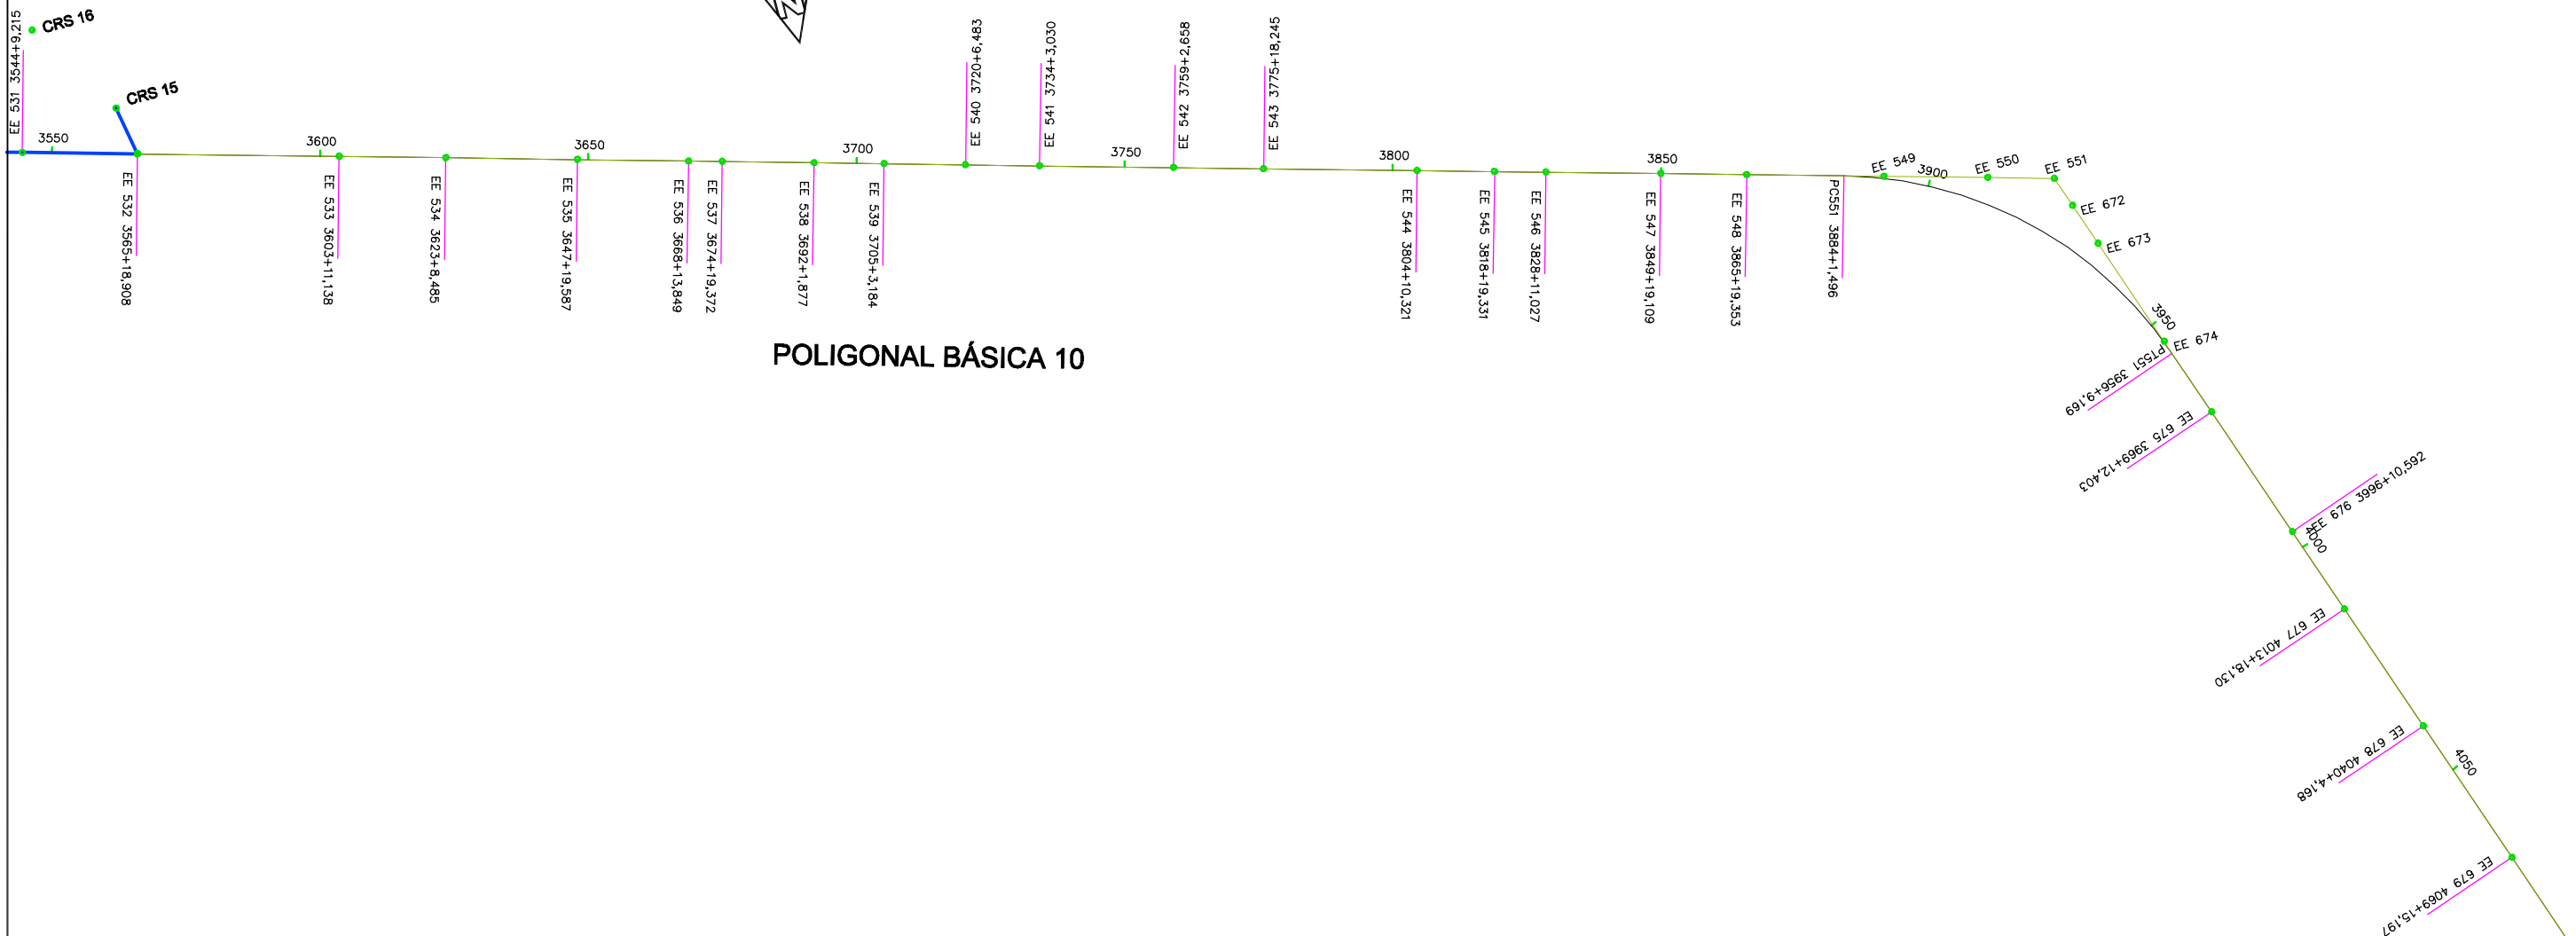 EE 531 3544+9,215
CRS 16
CRS 15
N
3550
3600
3650
3700
3750
3800
3850
3900
3950
4000
4050
EE 532 3565+18,908
EE 533 3603+11,138
EE 534 3623+8,485
EE 535 3647+19,587
EE 536 3668+13,849
EE 537 3674+19,372
EE 538 3692+1,877
EE 539 3705+3,184
EE 540 3720+6,483
EE 541 3734+3,030
EE 542 3759+2,658
EE 543 3775+18,245
EE 544 3804+10,321
EE 545 3818+19,331
EE 546 3828+11,027
EE 547 3849+19,109
EE 548 3865+19,353
PC551 3884+1,496
EE 549
EE 550
EE 551
EE 672
EE 673
EE 674
PT551 3956+9,169
EE 675 3969+12,403
EE 676 3996+10,592
EE 677 4013+18,130
EE 678 4040+4,168
EE 679 4069+15,197
POLIGONAL BÁSICA 10